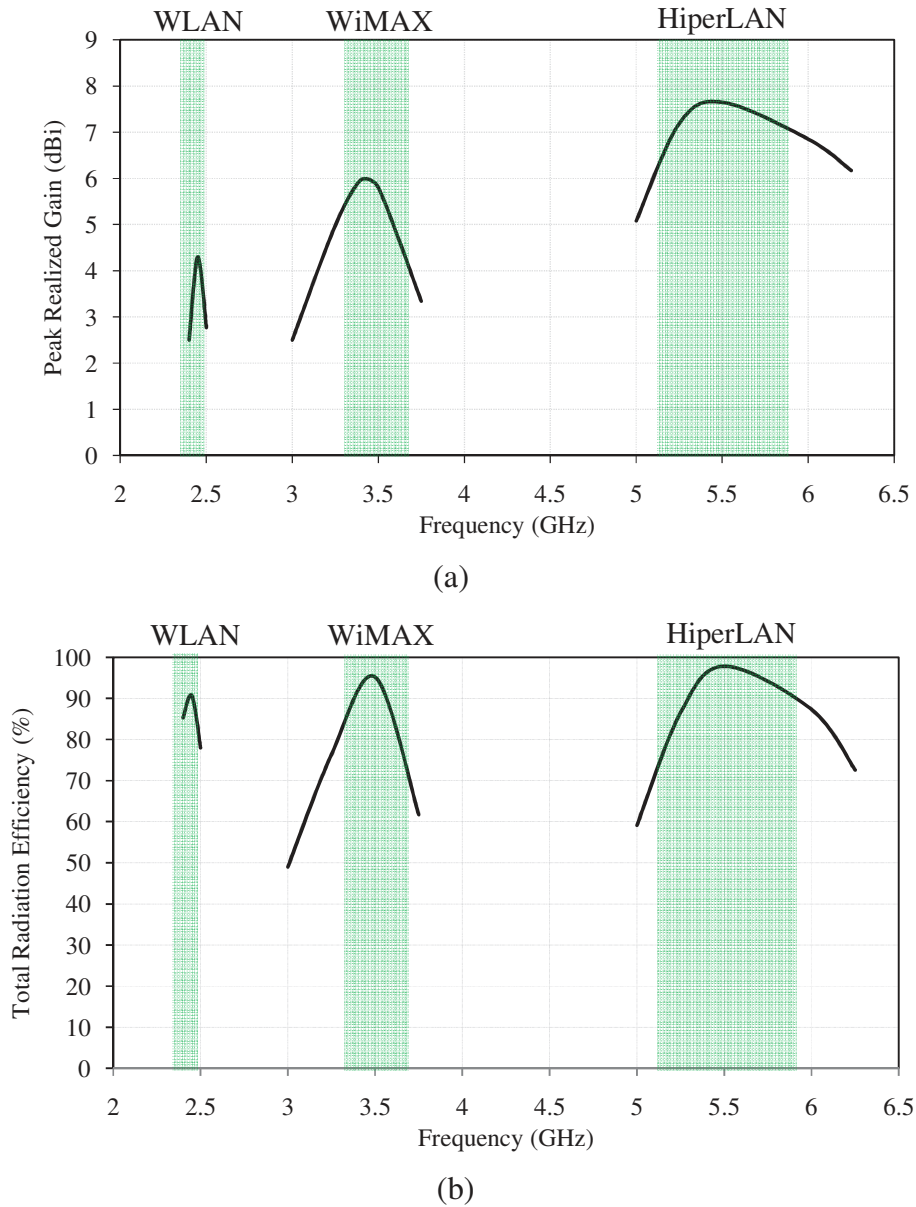 WLAN WiMAX HiperLAN
9
8
7
6
5
4
3
2
1
0
Peak Realized Gain (dBi)
2 2.5 3 3.5 4 4.5 5 5.5 6 6.5
Frequency (GHz)
(a)
WLAN WiMAX HiperLAN
100
90
80
70
60
50
40
30
20
10
0
Total Radiation Efficiency (%)
2 2.5 3 3.5 4 4.5 5 5.5 6 6.5
Frequency (GHz)
(b)